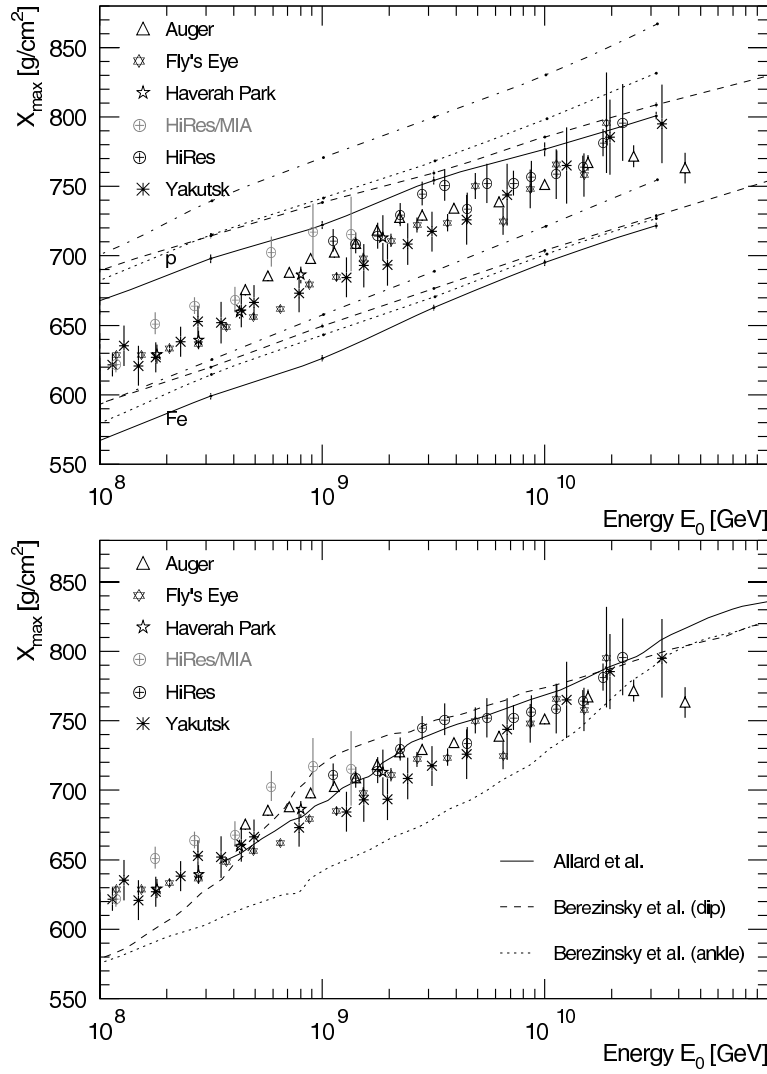 X_max [g/cm²]
850
800
750
700
650
600
550
Auger
Fly's Eye
Haverah Park
HiRes/MIA
HiRes
Yakutsk
p
Fe
10^8
10^9
10^10
Energy E_0 [GeV]
X_max [g/cm²]
850
800
750
700
650
600
550
Auger
Fly's Eye
Haverah Park
HiRes/MIA
HiRes
Yakutsk
Allard et al.
Berezinsky et al. (dip)
Berezinsky et al. (ankle)
10^8
10^9
10^10
Energy E_0 [GeV]